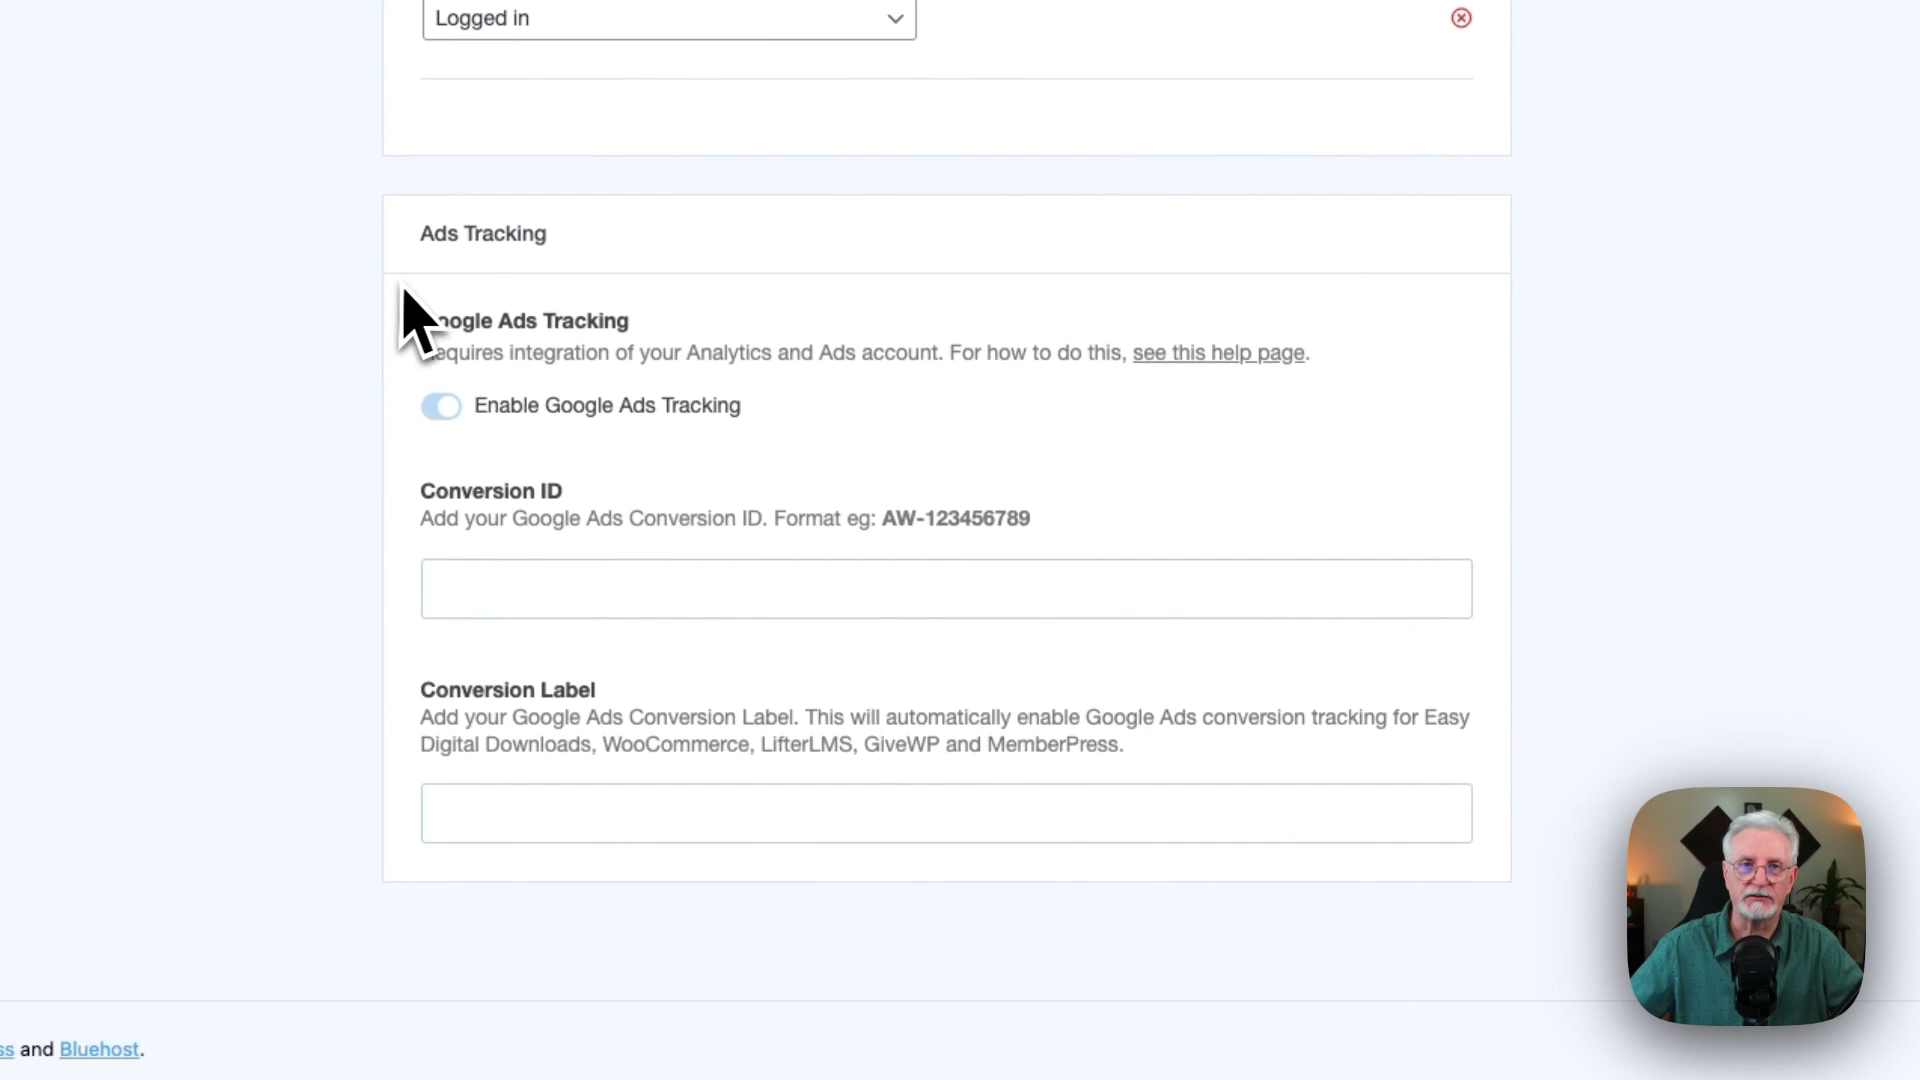 Logged in
Ads Tracking
oogle Ads Tracking
equires integration of your Analytics and Ads account. For how to do this, see this help page.
Enable Google Ads Tracking
Conversion ID
Add your Google Ads Conversion ID. Format eg: AW-123456789
Conversion Label
Add your Google Ads Conversion Label. This will automatically enable Google Ads conversion tracking for Easy
Digital Downloads, WooCommerce, LifterLMS, GiveWP and MemberPress.
ss and Bluehost.